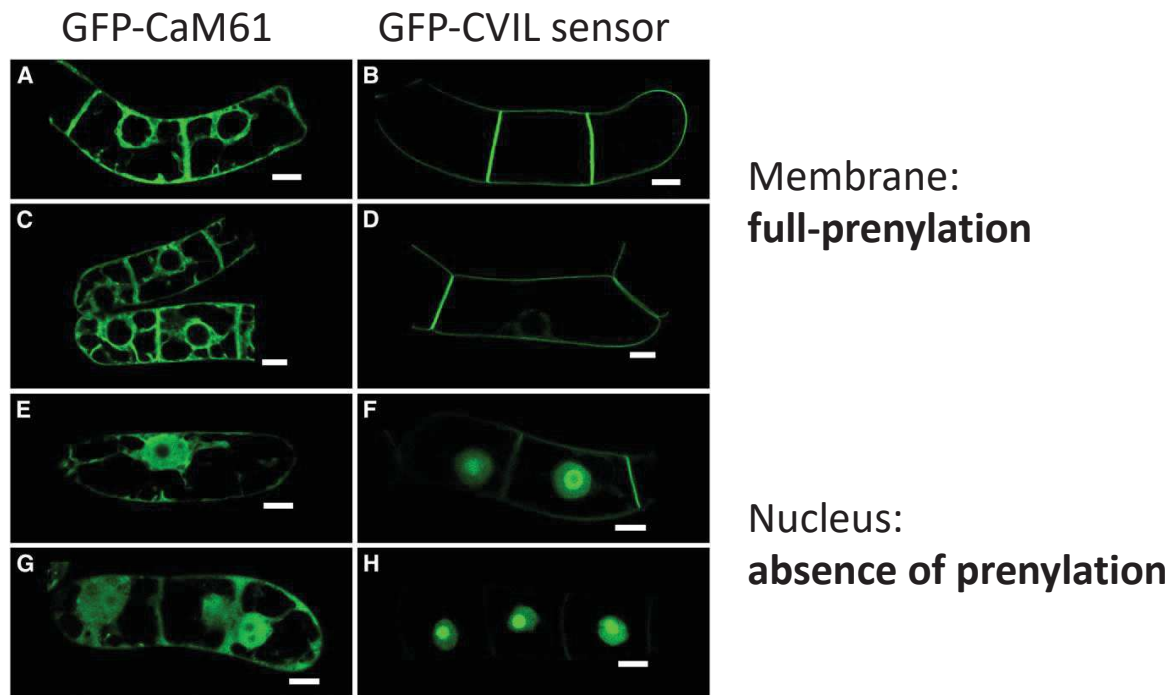 GFP-CaM61 GFP-CVIL sensor
A B
C D
E F
G H
Membrane:
full-prenylation
Nucleus:
absence of prenylation